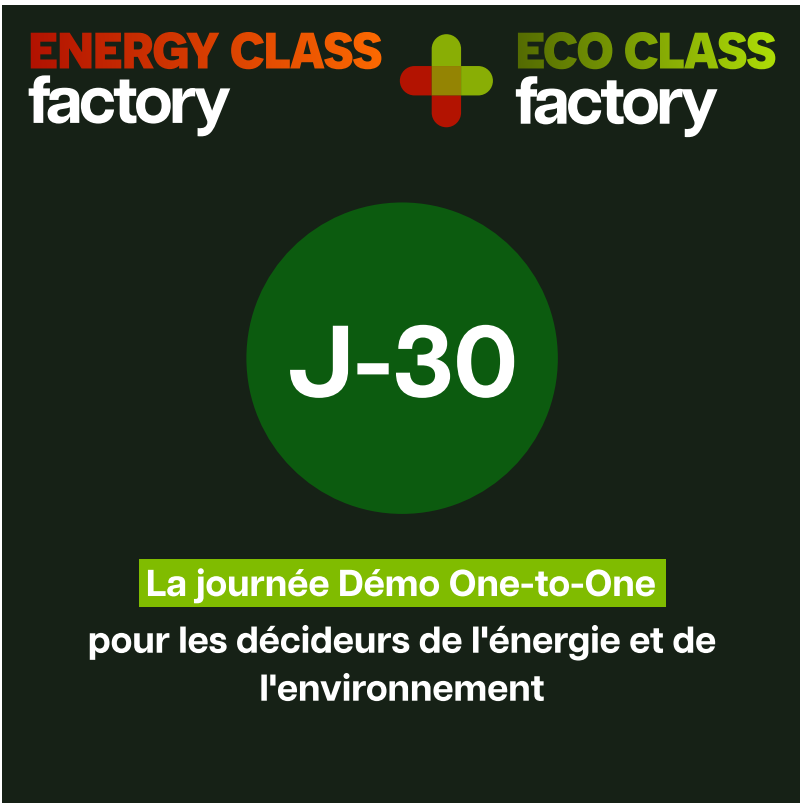 ENERGY CLASS
factory
ECO CLASS
factory
J-30
La journée Démo One-to-One
pour les décideurs de l'énergie et de
l'environnement